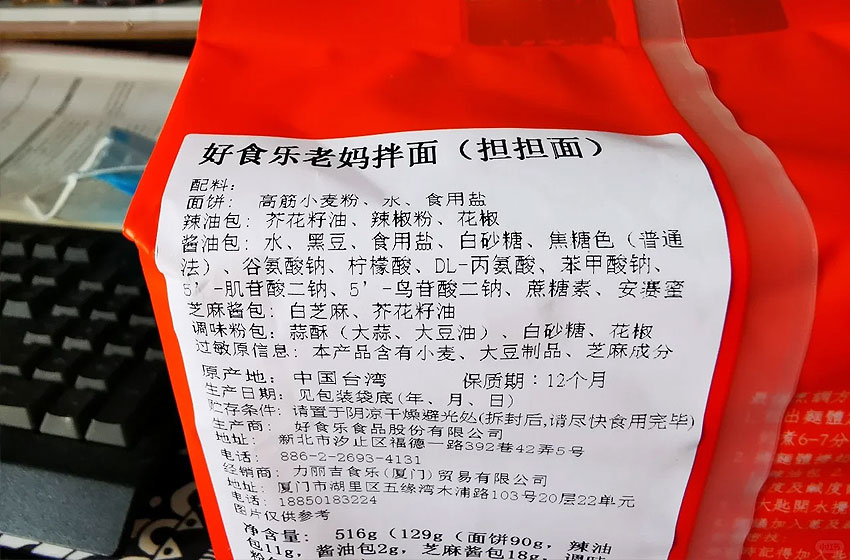 好食乐老妈拌面（担担面）
配料：
面饼： 高筋小麦粉、水、食用盐
辣油包：芥花籽油、辣椒粉、花椒
酱油包：水、黑豆、食用盐、白砂糖、焦糖色（普通
法）、谷氨酸钠、柠檬酸、DL-丙氨酸、苯甲酸钠、
5’-肌苷酸二钠、5’-鸟苷酸二钠、蔗糖素、安赛蜜
芝麻酱包：白芝麻、芥花籽油
调味粉包：蒜酥（大蒜、大豆油）、白砂糖、花椒
过敏原信息：本产品含有小麦、大豆制品、芝麻成分
原产地： 中国台湾 保质期：12个月
生产日期：见包装袋底(年、月、日)
贮存条件：请置于阴凉干燥避光处(拆封后,请尽快食用完毕)
生产商： 好食乐食品股份有限公司
地址： 新北市汐止区福德一路392巷42弄5号
电话： 886-2-2693-4131
经销商：力丽吉食乐(厦门)贸易有限公司
地址：厦门市湖里区五缘湾木浦路103号20层22单元
电话：18850183224
图片仅供参考
净含量： 516g（129g（面饼90g，辣油
包11g，酱油包2g，芝麻酱包18g，调味
煮6-7分
大匙開水攪